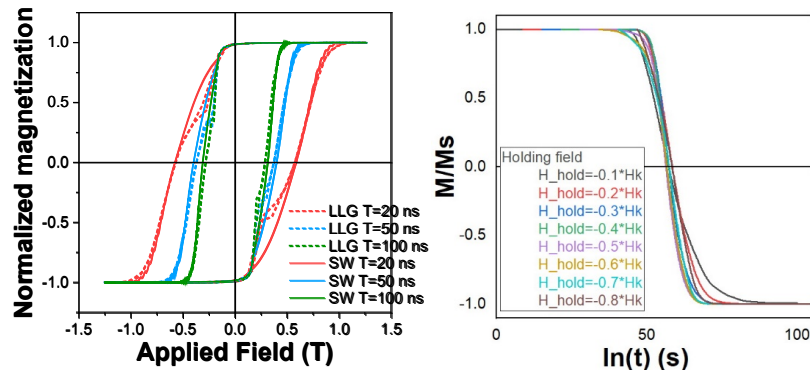 Normalized magnetization
1.0
0.5
0.0
-0.5
-1.0
-1.5 -1.0 -0.5 0.0 0.5 1.0 1.5
Applied Field (T)
LLG T=20 ns
LLG T=50 ns
LLG T=100 ns
SW T=20 ns
SW T=50 ns
SW T=100 ns
M/Ms
1.0
0.0
-1.0
0 50 100
ln(t) (s)
Holding field
H_hold=-0.1*Hk
H_hold=-0.2*Hk
H_hold=-0.3*Hk
H_hold=-0.4*Hk
H_hold=-0.5*Hk
H_hold=-0.6*Hk
H_hold=-0.7*Hk
H_hold=-0.8*Hk